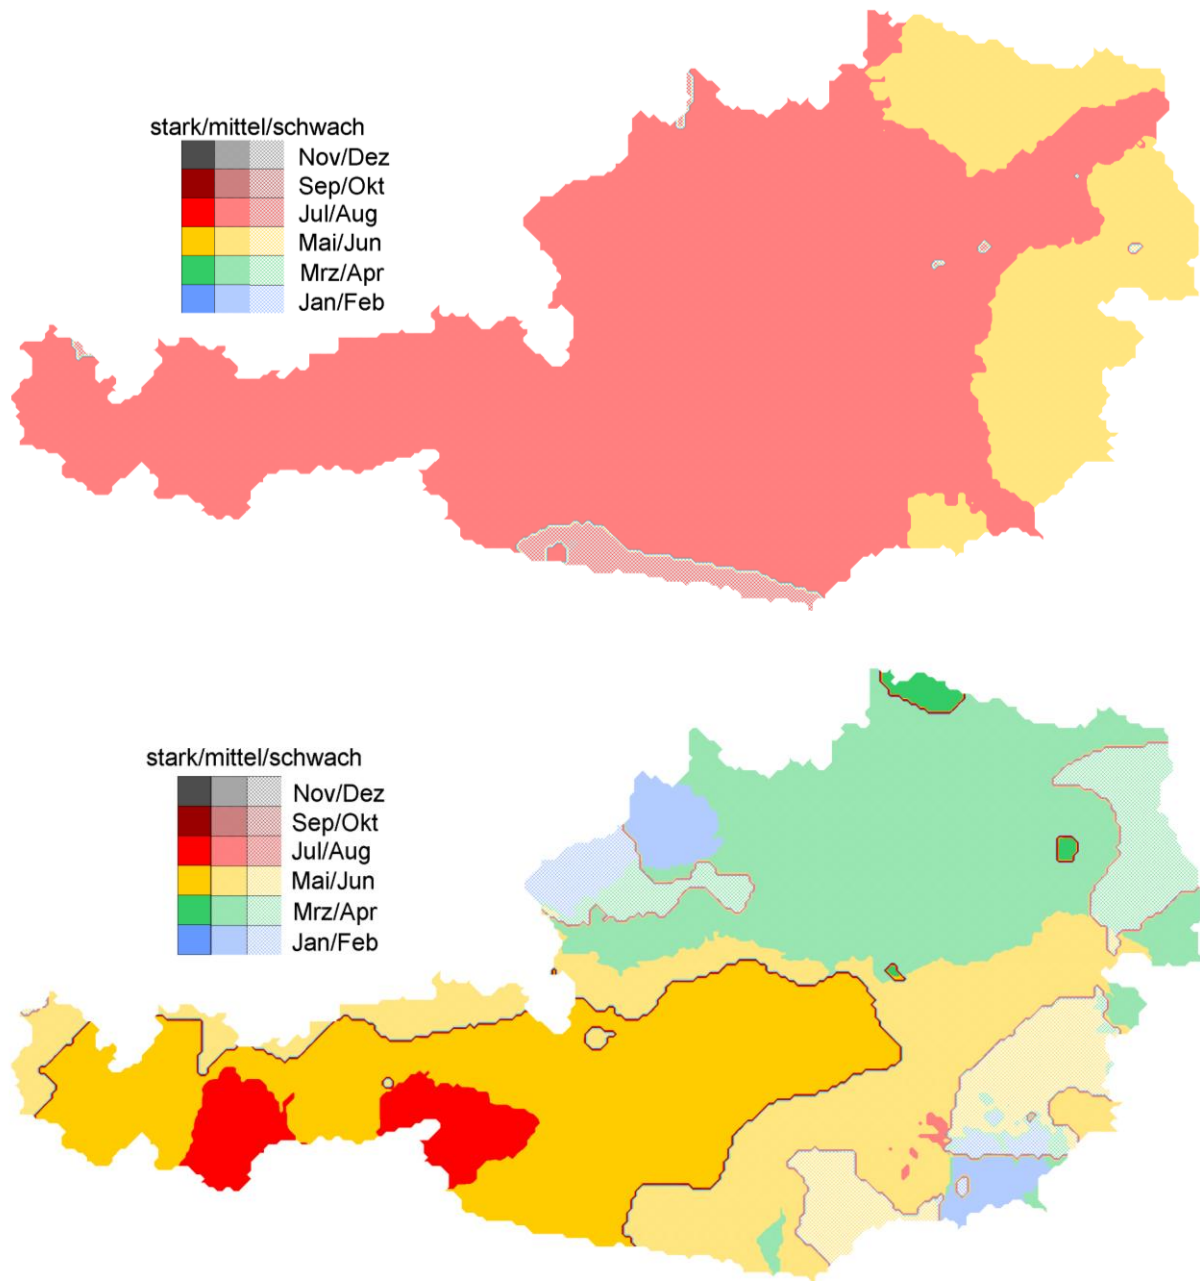 stark/mittel/schwach
Nov/Dez
Sep/Okt
Jul/Aug
Mai/Jun
Mrz/Apr
Jan/Feb
stark/mittel/schwach
Nov/Dez
Sep/Okt
Jul/Aug
Mai/Jun
Mrz/Apr
Jan/Feb